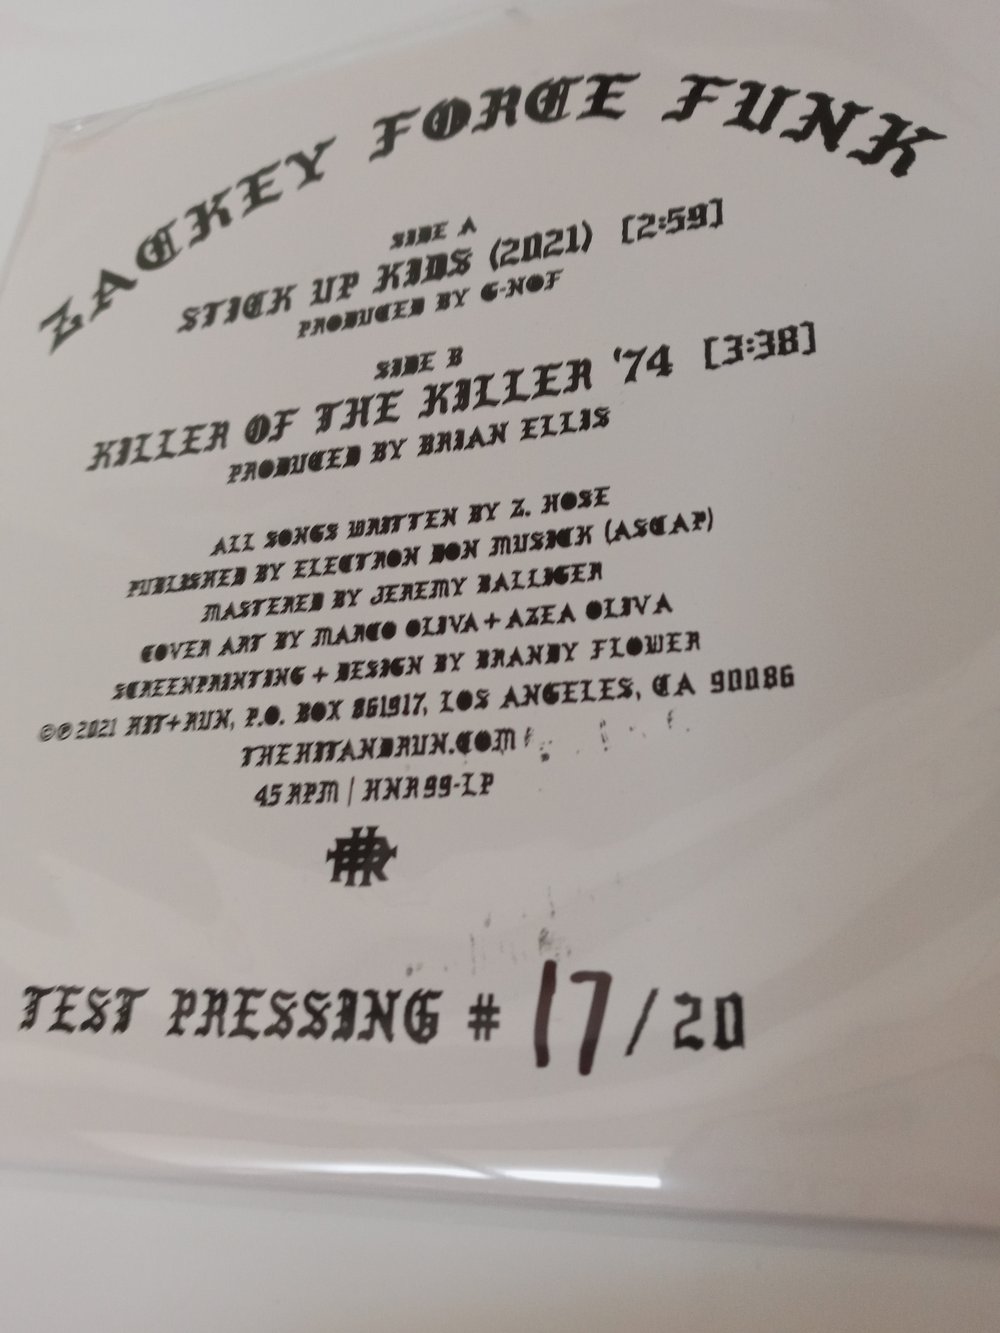 ZACKEY FORCE FUNK
SIDE A
STICK UP KIDS (2021) [2:59]
PRODUCED BY G-NOF
SIDE B
KILLER OF THE KILLER '74 [3:38]
PRODUCED BY BRIAN ELLIS
ALL SONGS WRITTEN BY Z. HOSE
PUBLISHED BY ELECTRON DON MUSICK (ASCAP)
MASTERED BY JEREMY BALLIGER
COVER ART BY MARCO OLIVA + AZEA OLIVA
SCREENPRINTING + DESIGN BY BRANDY FLOWER
©℗ 2021 HIT+RUN, P.O. BOX 861917, LOS ANGELES, CA 90086
THEHITANDRUN.COM
45 RPM | HNR99-LP
TEST PRESSING # 17/20